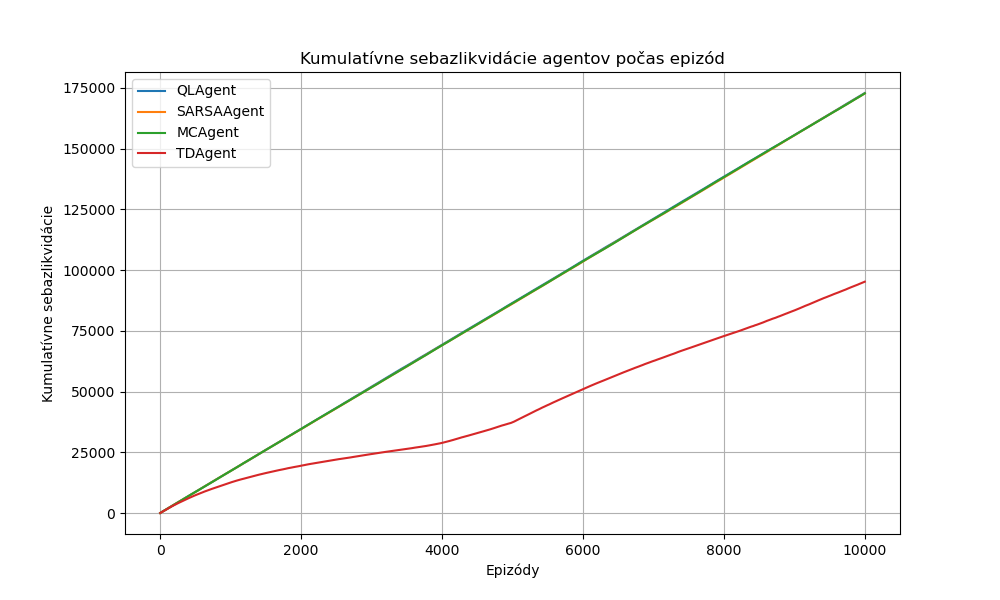 Kumulatívne sebazlikvidácie agentov počas epizód
QLAgent
SARSAAgent
MCAgent
TDAgent
Kumulatívne sebazlikvidácie
175000
150000
125000
100000
75000
50000
25000
0
0 2000 4000 6000 8000 10000
Epizódy